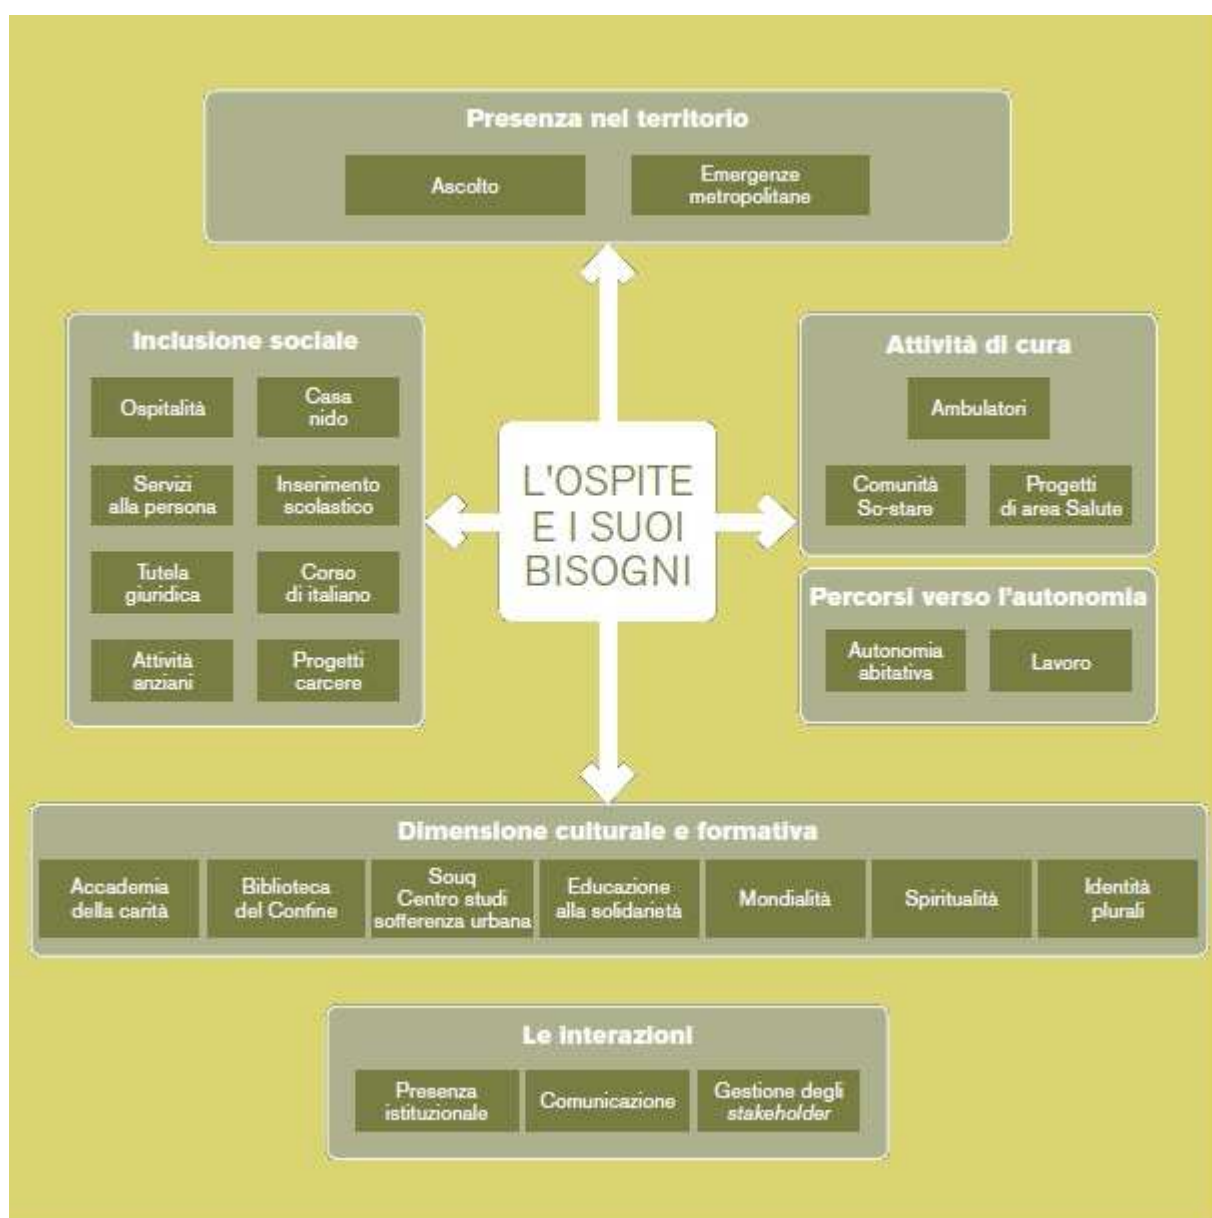 Presenza nel territorio
Ascolto
Emergenze
metropolitane
Inclusione sociale
Ospitalità
Casa
nido
Servizi
alla persona
Inserimento
scolastico
Tutela
giuridica
Corso
di italiano
Attività
anziani
Progetti
carcere
L'OSPITE
E I SUOI
BISOGNI
Attività di cura
Ambulatori
Comunità
So-stare
Progetti
di area Salute
Percorsi verso l'autonomia
Autonomia
abitativa
Lavoro
Dimensione culturale e formativa
Accademia
della carità
Biblioteca
del Confine
Souq
Centro studi
sofferenza urbana
Educazione
alla solidarietà
Mondialità
Spiritualità
Identità
plurali
Le interazioni
Presenza
istituzionale
Comunicazione
Gestione degli
stakeholder